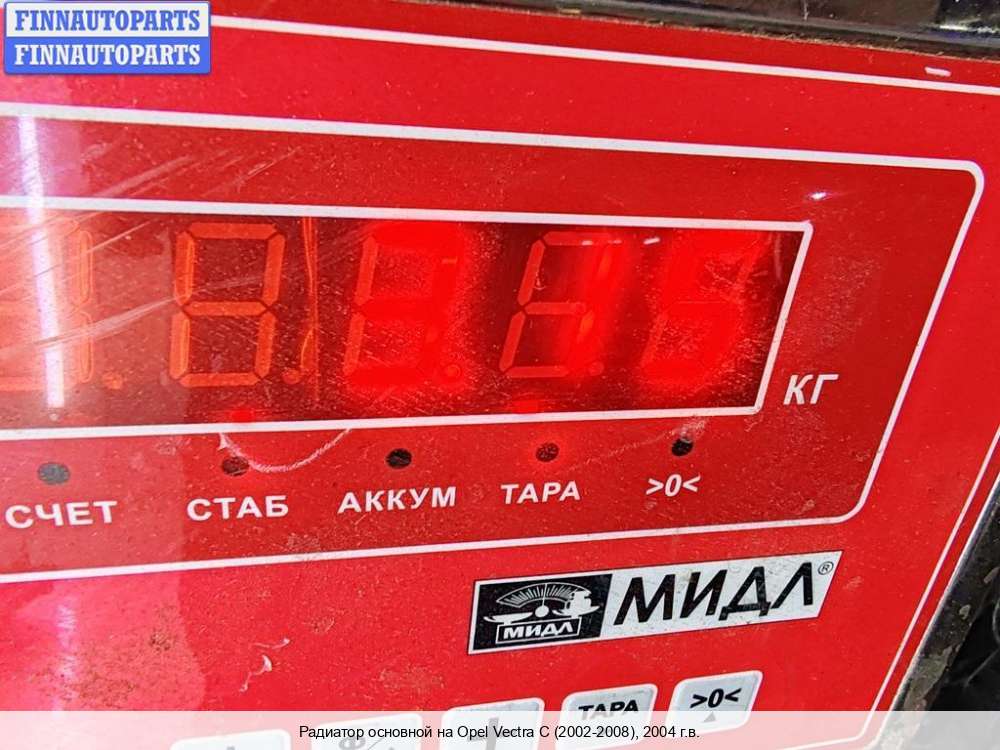 FINNAUTOPARTS
FINNAUTOPARTS
КГ
СЧЕТ СТАБ АККУМ ТАРА >0<
МИДЛ МИДЛ®
ТАРА >0<
Радиатор основной на Opel Vectra C (2002-2008), 2004 г.в.